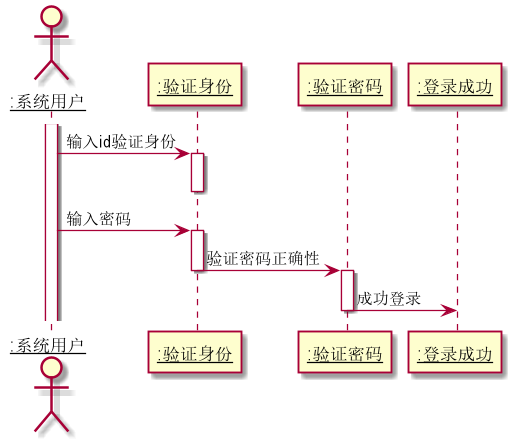 :验证身份
:验证密码
:登录成功
:系统用户
输入id验证身份
输入密码
验证密码正确性
成功登录
:系统用户
:验证身份
:验证密码
:登录成功